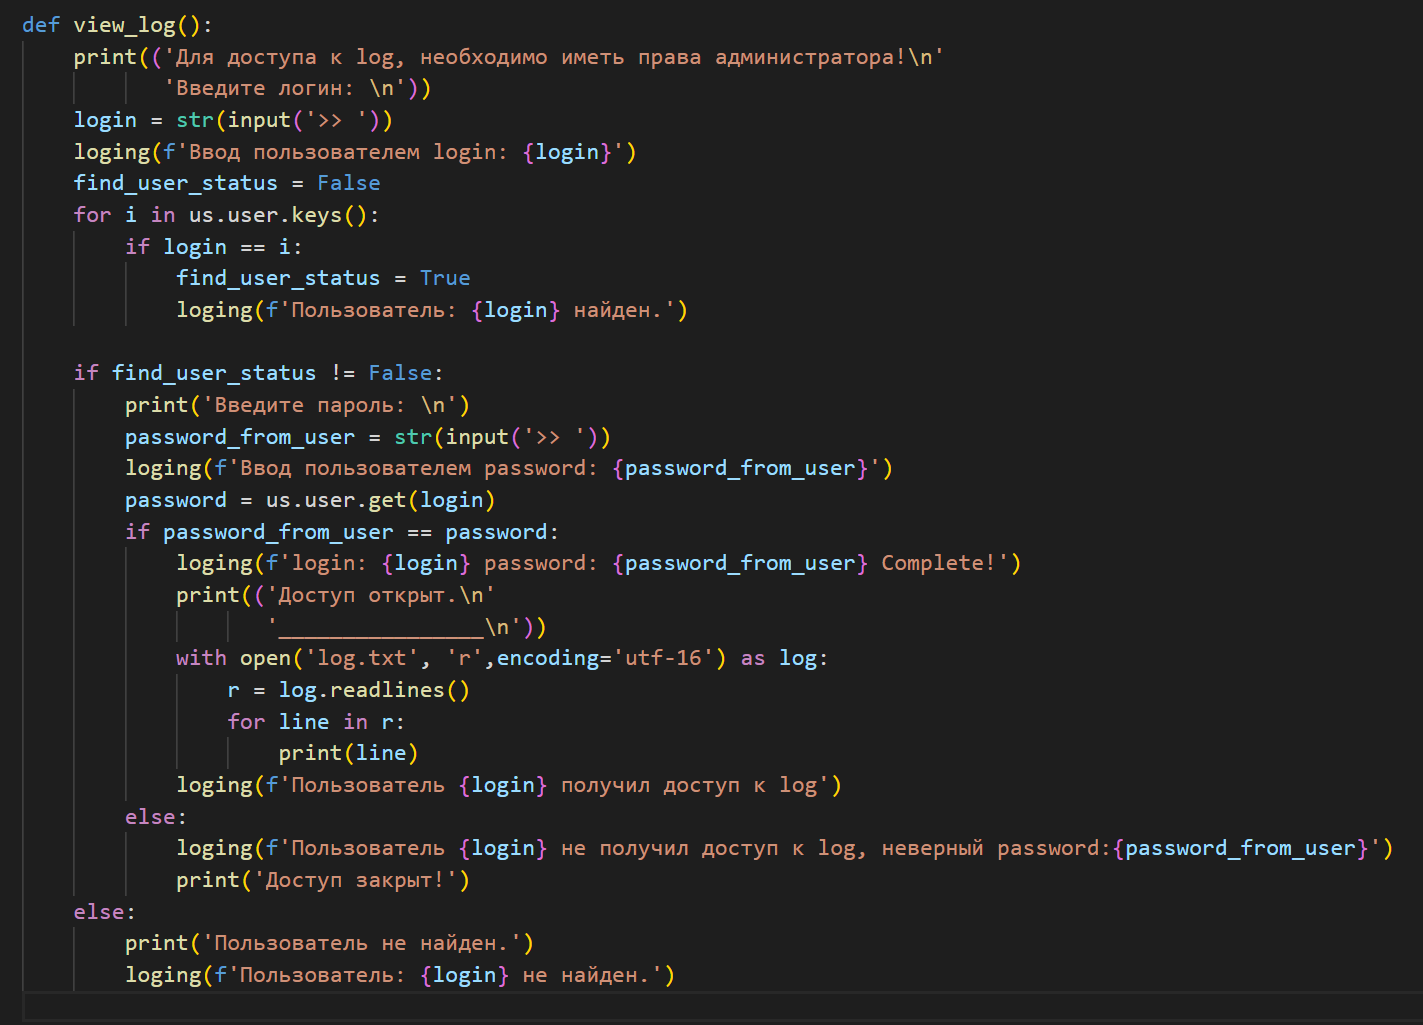 def view_log():
    print(('Для доступа к log, необходимо иметь права администратора!\n'
           'Введите логин: \n'))
    login = str(input('>> '))
    loging(f'Ввод пользователем login: {login}')
    find_user_status = False
    for i in us.user.keys():
        if login == i:
            find_user_status = True
            loging(f'Пользователь: {login} найден.')

    if find_user_status != False:
        print('Введите пароль: \n')
        password_from_user = str(input('>> '))
        loging(f'Ввод пользователем password: {password_from_user}')
        password = us.user.get(login)
        if password_from_user == password:
            loging(f'login: {login} password: {password_from_user} Complete!')
            print(('Доступ открыт.\n'
                   '________________\n'))
            with open('log.txt', 'r',encoding='utf-16') as log:
                r = log.readlines()
                for line in r:
                    print(line)
            loging(f'Пользователь {login} получил доступ к log')
        else:
            loging(f'Пользователь {login} не получил доступ к log, неверный password:{password_from_user}')
            print('Доступ закрыт!')
    else:
        print('Пользователь не найден.')
        loging(f'Пользователь: {login} не найден.')